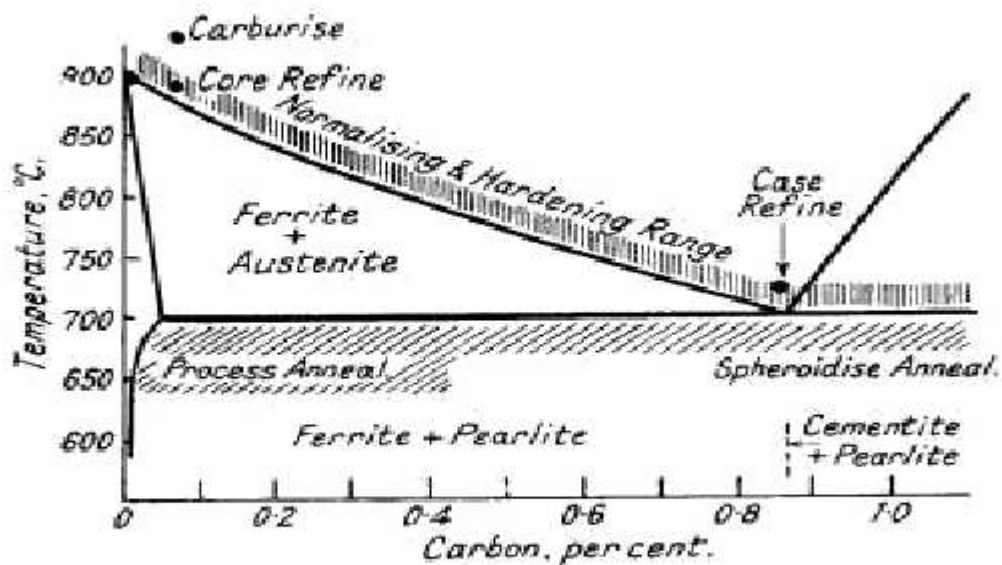 Carburise
Core Refine
Normalising & Hardening Range
Case
Refine
Ferrite
+
Austenite
Process Anneal.
Spheroidise Anneal.
Ferrite + Pearlite
Cementite
+ Pearlite
Temperature, °C.
900
850
800
750
700
650
600
0
0·2
0·4
0·6
0·8
1·0
Carbon, per cent.